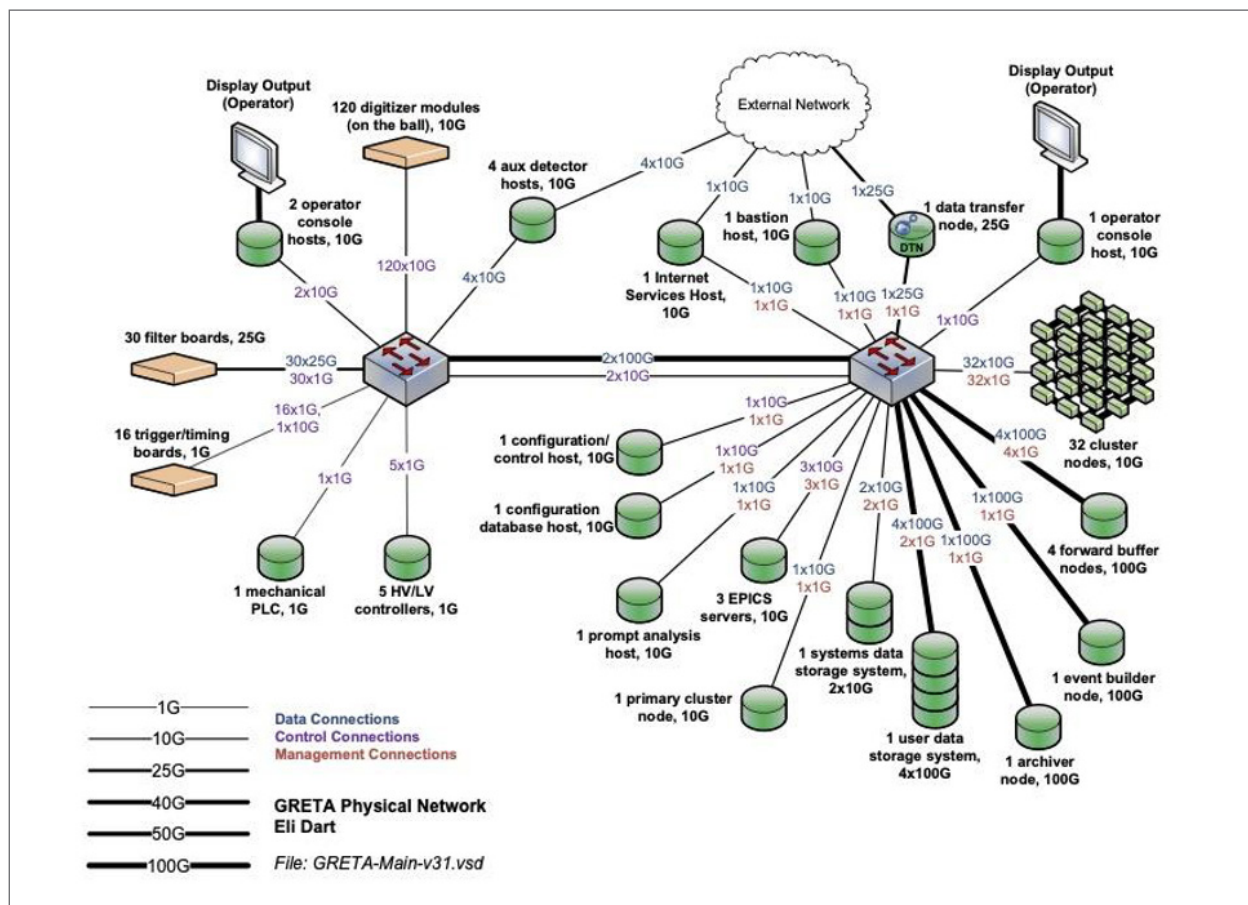 Display Output
(Operator)
120 digitizer modules
(on the ball), 10G
External Network
Display Output
(Operator)
4 aux detector
hosts, 10G
4x10G
1x10G
1x10G
1x25G
2 operator
console
hosts, 10G
1 bastion
host, 10G
1 data transfer
node, 25G
DTN
1 operator
console
host, 10G
120x10G
4x10G
2x10G
1 Internet
Services Host,
10G
1x10G
1x1G
1x10G
1x1G
1x25G
1x1G
1x10G
30 filter boards, 25G
30x25G
30x1G
2x100G
2x10G
32x10G
32x1G
32 cluster
nodes, 10G
16x1G,
1x10G
16 trigger/timing
boards, 1G
1x1G
5x1G
1 mechanical
PLC, 1G
5 HV/LV
controllers, 1G
1x10G
1x1G
1 configuration/
control host, 10G
1x10G
1x1G
1 configuration
database host, 10G
1x10G
1x1G
1 prompt analysis
host, 10G
3x10G
3x1G
3 EPICS
servers, 10G
1x10G
1x1G
1 primary cluster
node, 10G
2x10G
2x1G
1 systems data
storage system,
2x10G
4x100G
2x1G
1 user data
storage system,
4x100G
1x100G
1x1G
1 archiver
node, 100G
1x100G
1x1G
1 event builder
node, 100G
4x100G
4x1G
4 forward buffer
nodes, 100G
1G
10G
25G
40G
50G
100G
Data Connections
Control Connections
Management Connections
GRETA Physical Network
Eli Dart
File: GRETA-Main-v31.vsd